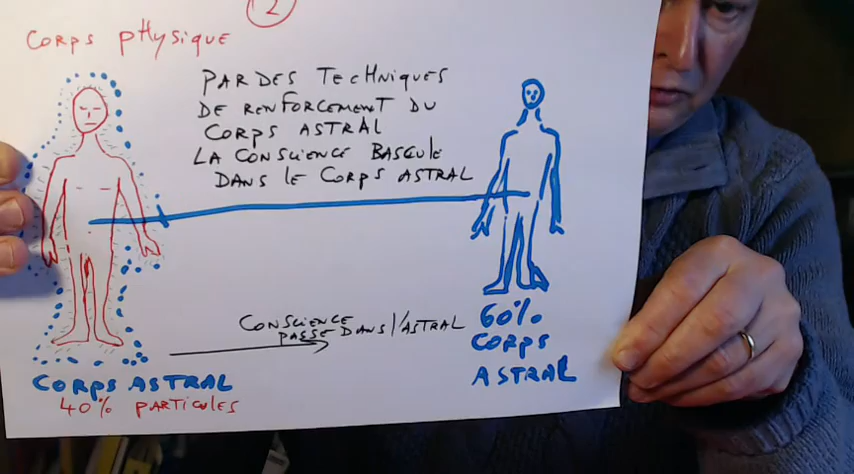 2
Corps physique
PAR DES TECHNIQUES
DE RENFORCEMENT DU
CORPS ASTRAL
LA CONSCIENCE BASCULE
DANS LE CORPS ASTRAL
CONSCIENCE
PASSE DANS L'ASTRAL
60%
CORPS
ASTRAL
CORPS ASTRAL
40% PARTICULES